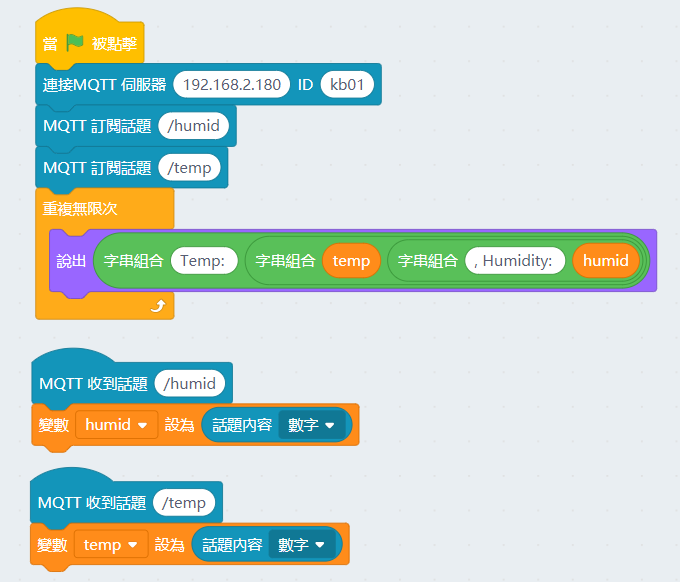 當 被點擊
連接MQTT 伺服器 192.168.2.180 ID kb01
MQTT 訂閱話題 /humid
MQTT 訂閱話題 /temp
重複無限次
說出 字串組合 Temp: 字串組合 temp 字串組合 , Humidity: humid
MQTT 收到話題 /humid
變數 humid 設為 話題內容 數字
MQTT 收到話題 /temp
變數 temp 設為 話題內容 數字